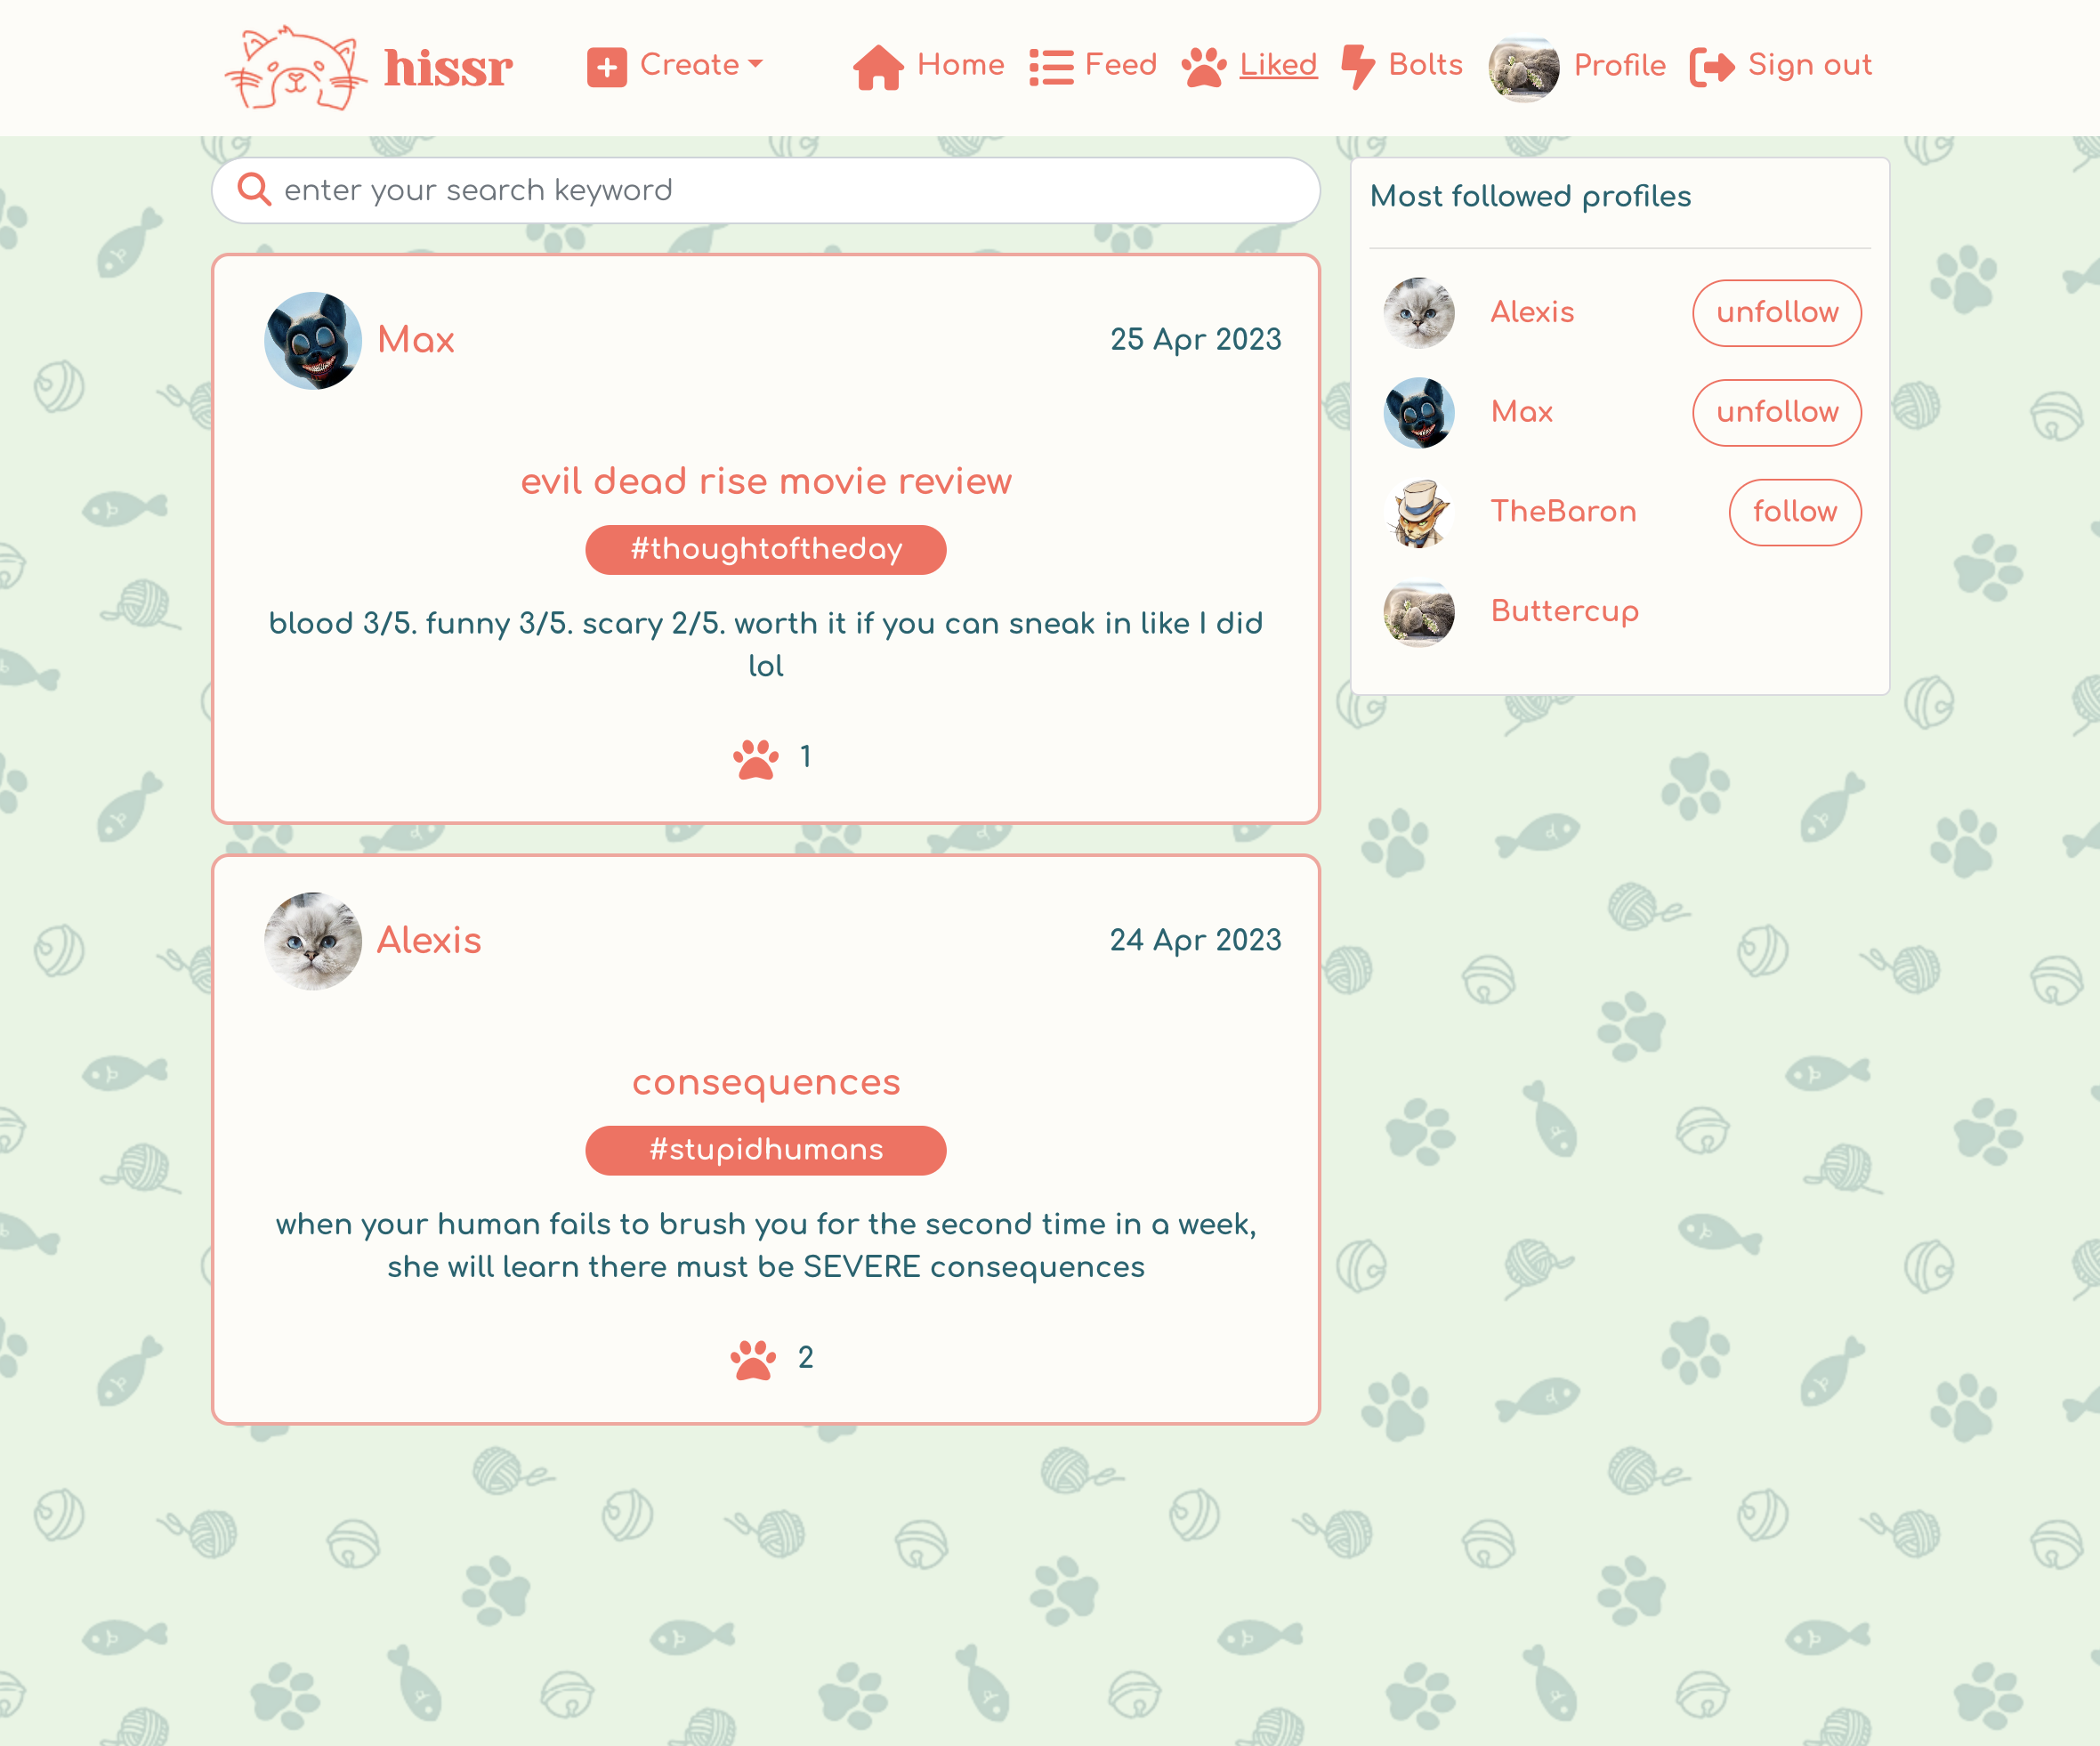 hissr
Create
Home
Feed
Liked
Bolts
Profile
Sign out
enter your search keyword
Max
25 Apr 2023
evil dead rise movie review
#thoughtoftheday
blood 3/5. funny 3/5. scary 2/5. worth it if you can sneak in like I did
lol
1
Alexis
24 Apr 2023
consequences
#stupidhumans
when your human fails to brush you for the second time in a week,
she will learn there must be SEVERE consequences
2
Most followed profiles
Alexis
unfollow
Max
unfollow
TheBaron
follow
Buttercup